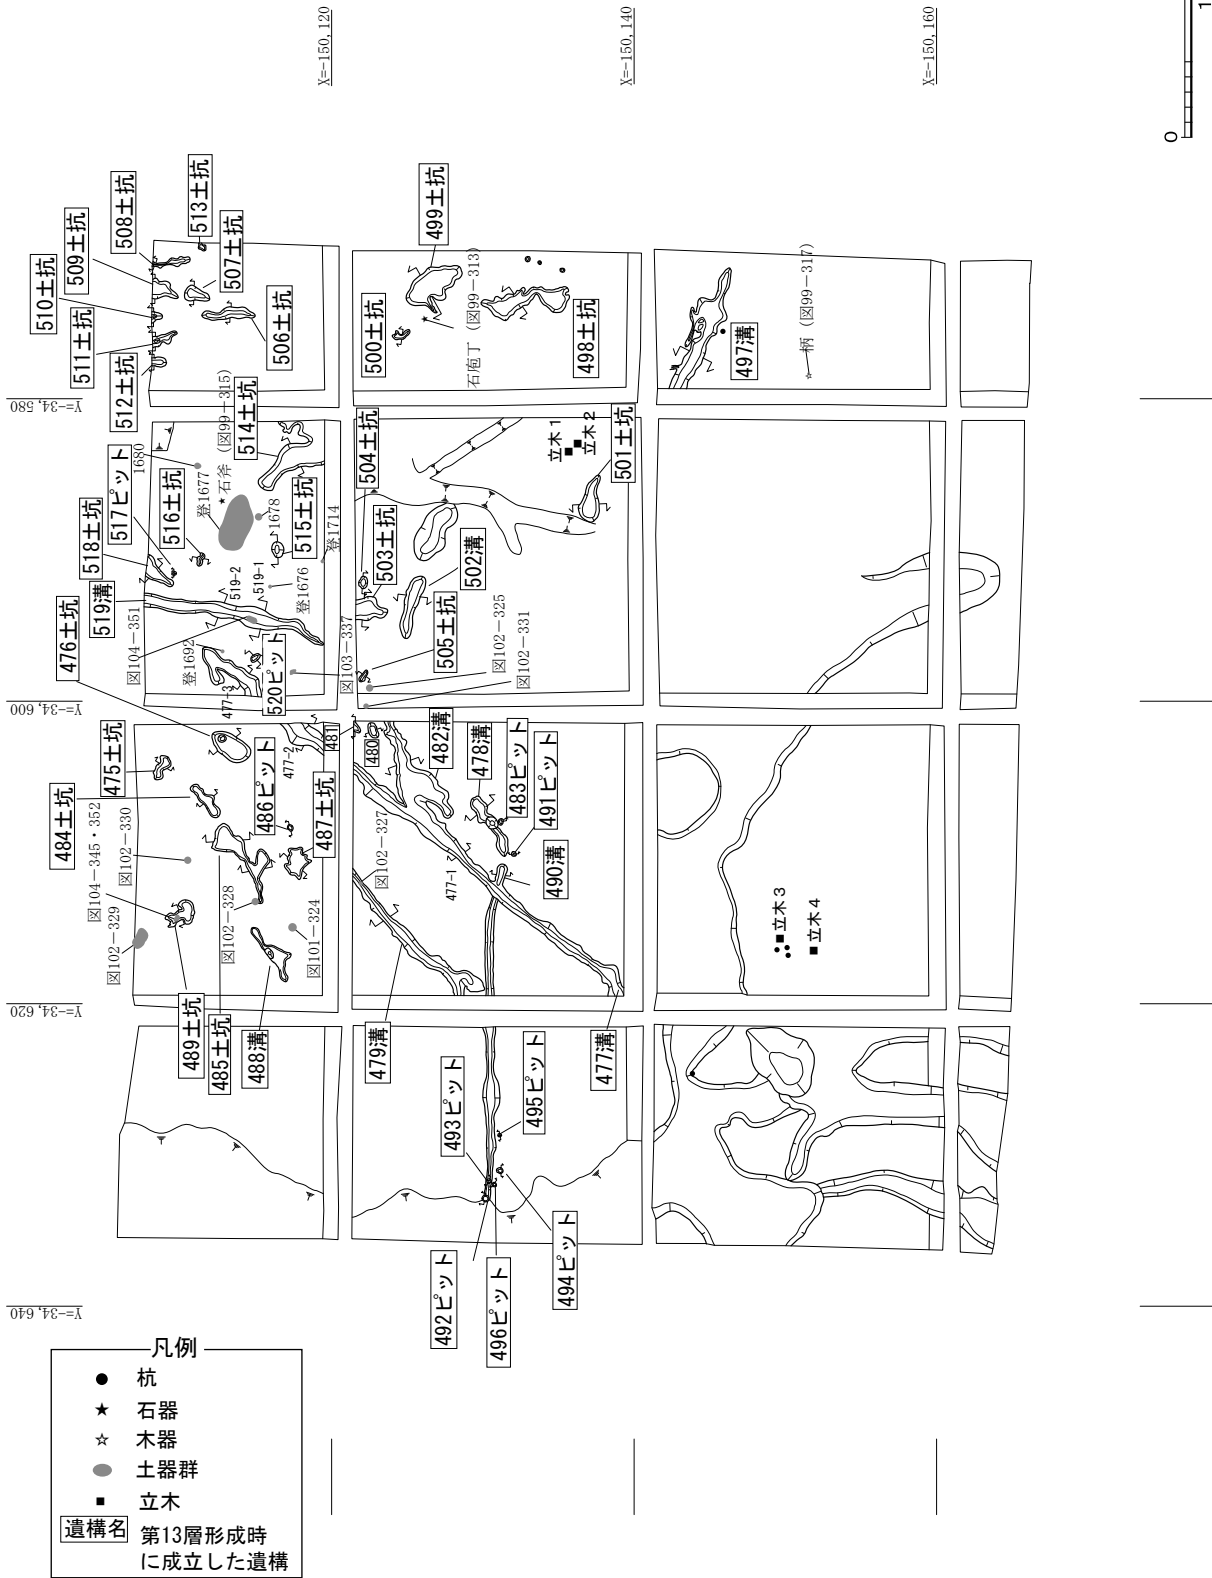 X=-150,120
X=-150,140
X=-150,160
0
1
510土坑
509土坑
508土坑
513土坑
511土坑
507土坑
512土坑
506土坑
499土坑
500土坑
石庖丁 (図99－313)
498土坑
497溝
柄 (図99－317)
Y=-34,580
518土坑
517ピット
1680
516土坑
登1677
石斧 (図99－315)
514土坑
1678
515土坑
登1714
519溝
519-2
519-1
登1676
476土坑
図104－351
登1692
477-3
520ピット
図103－337
504土坑
503土坑
502溝
505土坑
図102－325
図102－331
立木1
立木2
501土坑
Y=-34,600
475土坑
484土坑
図104－345・352
図102－330
図102－329
486ピット
477-2
487土坑
481
480
482溝
478溝
483ピット
491ピット
490溝
図102－327
477-1
図102－328
図101－324
489土坑
485土坑
488溝
479溝
477溝
立木3
立木4
Y=-34,620
493ピット
495ピット
492ピット
496ピット
494ピット
Y=-34,640
凡例
杭
石器
木器
土器群
立木
遺構名 第13層形成時
に成立した遺構